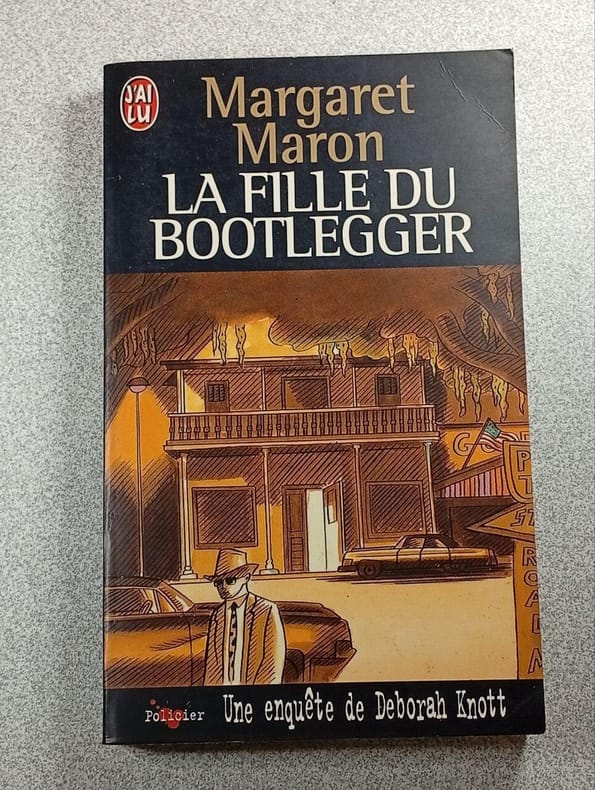 J'AI
LU
Margaret
Maron
LA FILLE DU
BOOTLEGGER
Policier
Une enquête de Deborah Knott